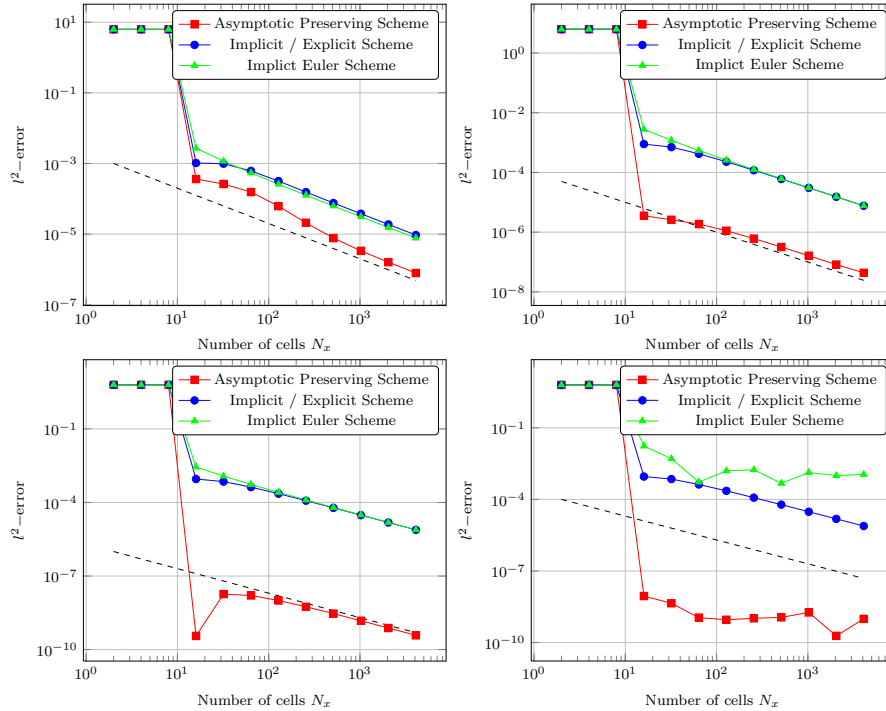 Asymptotic Preserving Scheme
Implicit / Explicit Scheme
Implict Euler Scheme
10^1
10^-1
10^-3
10^-5
10^-7
l^2−error
10^0 10^1 10^2 10^3
Number of cells N_x
Asymptotic Preserving Scheme
Implicit / Explicit Scheme
Implict Euler Scheme
10^0
10^-2
10^-4
10^-6
10^-8
l^2−error
10^0 10^1 10^2 10^3
Number of cells N_x
Asymptotic Preserving Scheme
Implicit / Explicit Scheme
Implict Euler Scheme
10^-1
10^-4
10^-7
10^-10
l^2−error
10^0 10^1 10^2 10^3
Number of cells N_x
Asymptotic Preserving Scheme
Implicit / Explicit Scheme
Implict Euler Scheme
10^-1
10^-4
10^-7
10^-10
l^2−error
10^0 10^1 10^2 10^3
Number of cells N_x